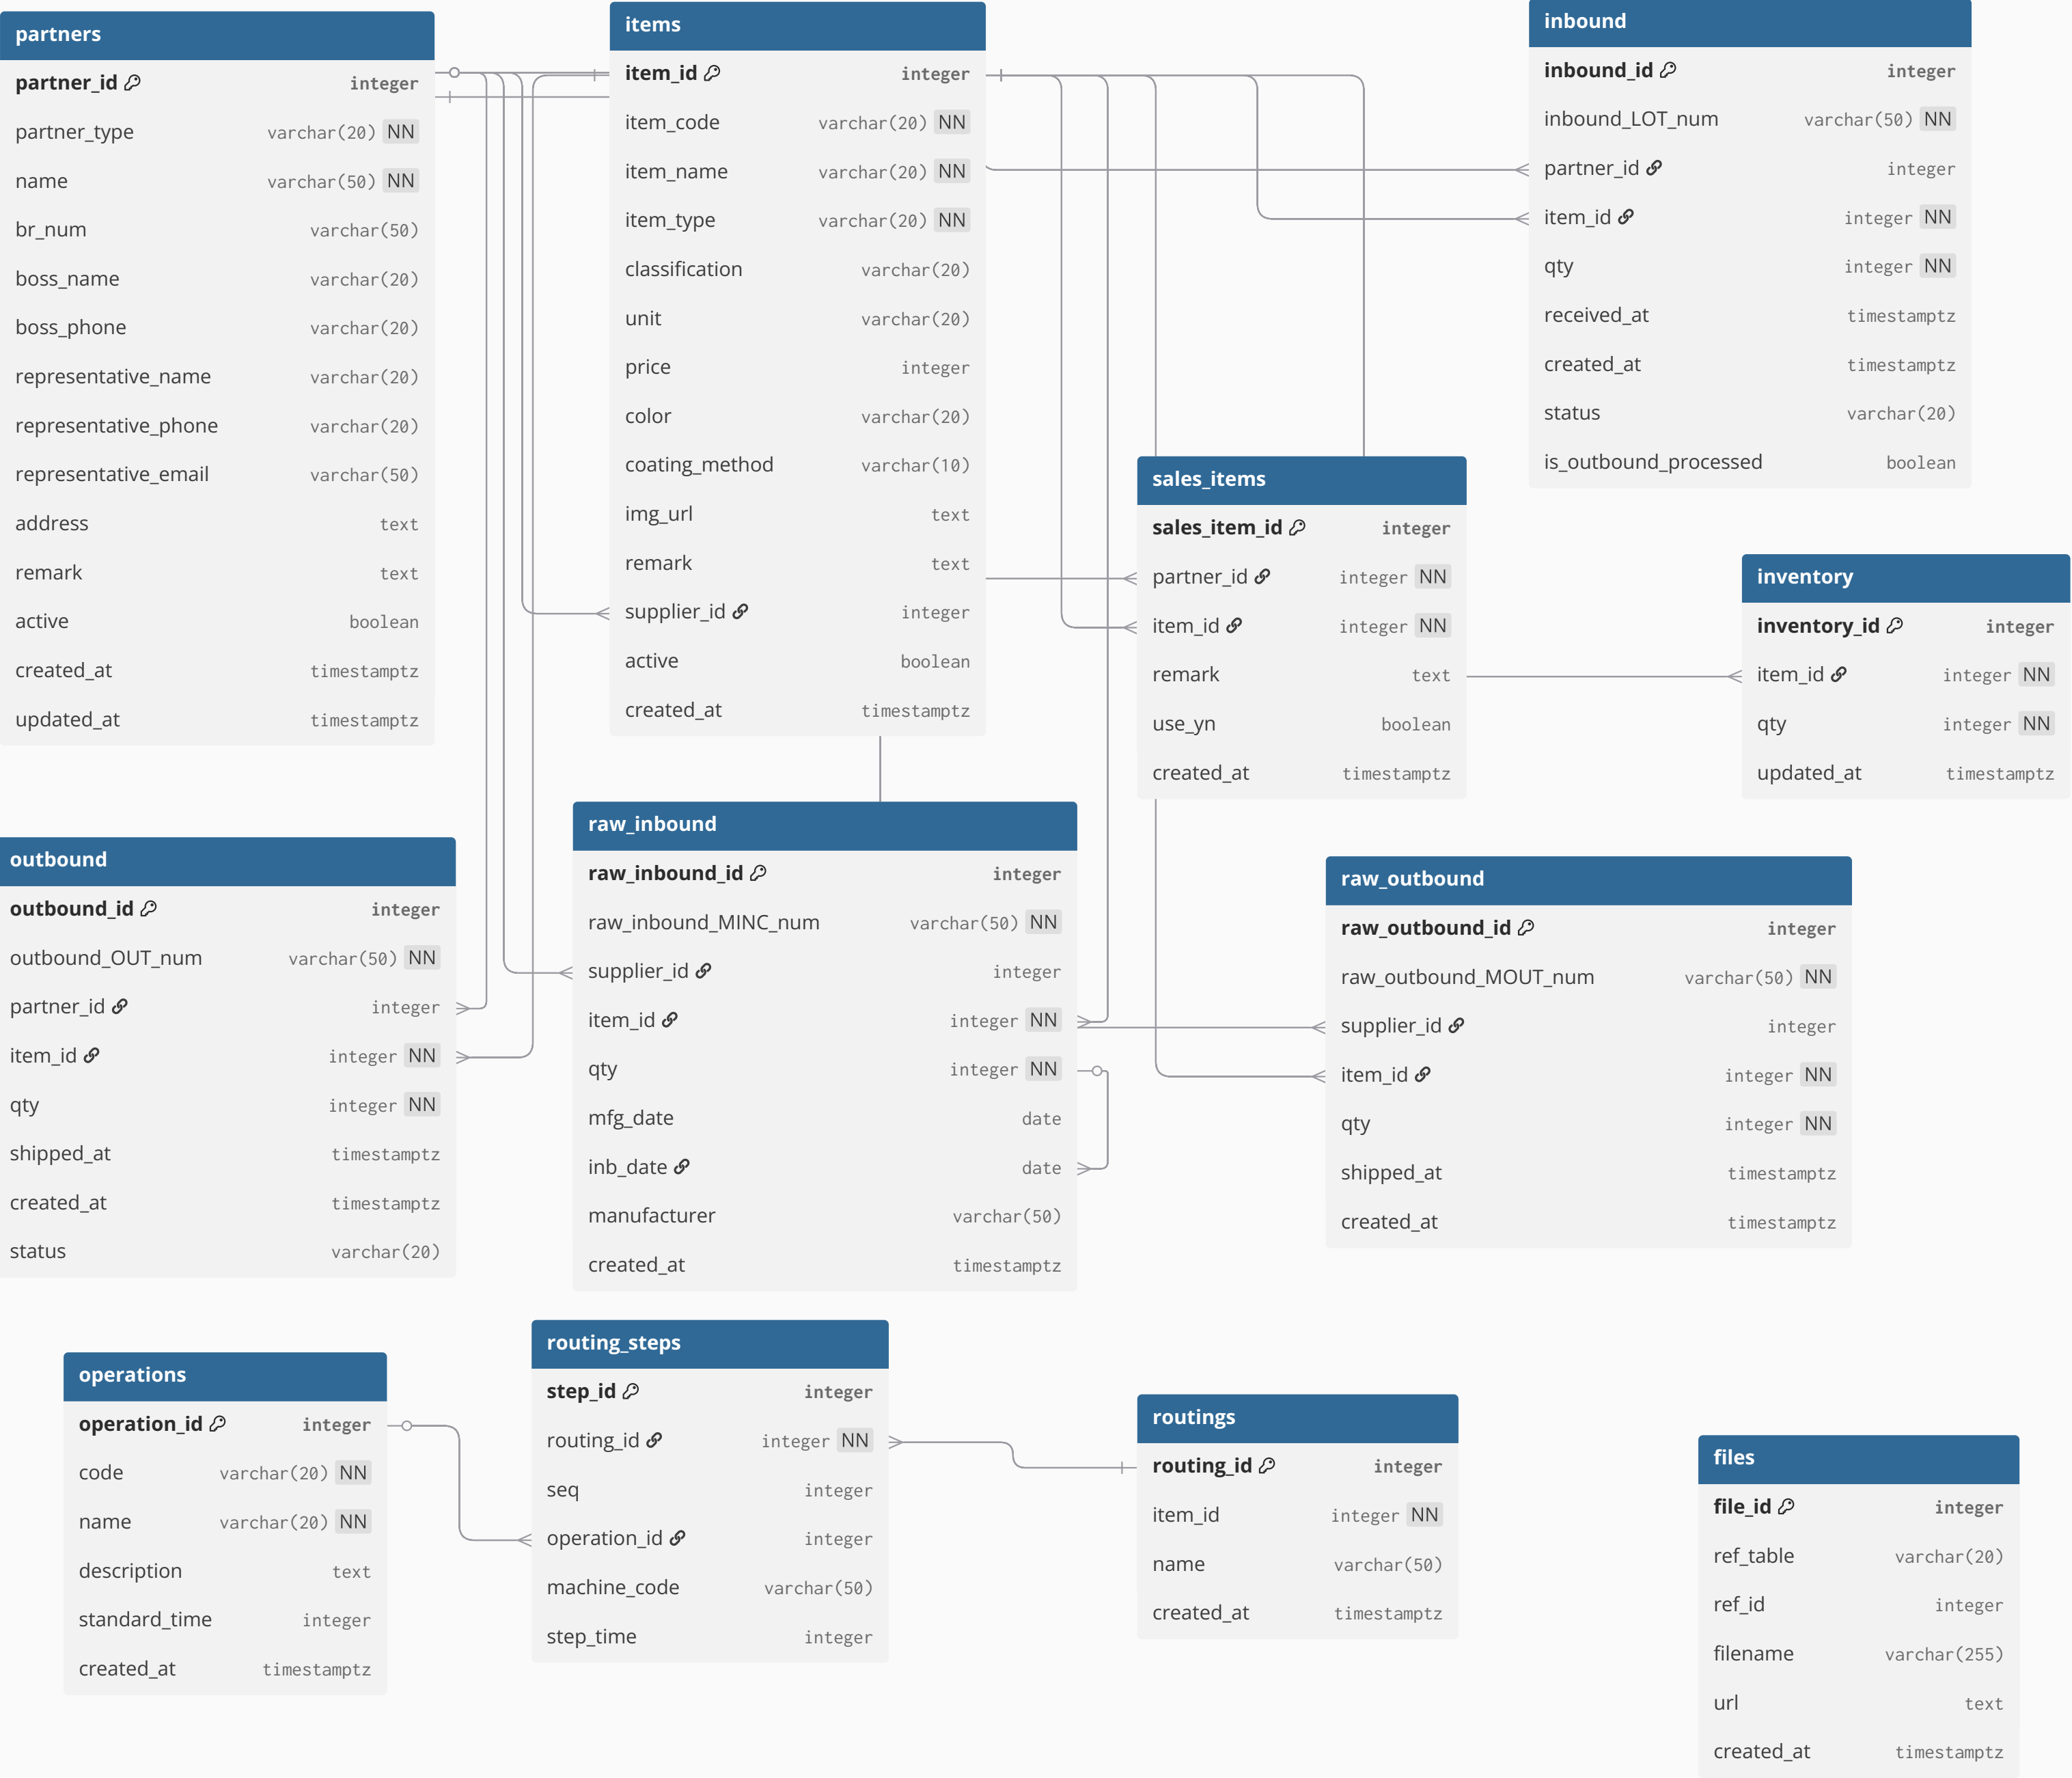 partners
partner_id integer
partner_type varchar(20) NN
name varchar(50) NN
br_num varchar(50)
boss_name varchar(20)
boss_phone varchar(20)
representative_name varchar(20)
representative_phone varchar(20)
representative_email varchar(50)
address text
remark text
active boolean
created_at timestamptz
updated_at timestamptz
items
item_id integer
item_code varchar(20) NN
item_name varchar(20) NN
item_type varchar(20) NN
classification varchar(20)
unit varchar(20)
price integer
color varchar(20)
coating_method varchar(10)
img_url text
remark text
supplier_id integer
active boolean
created_at timestamptz
inbound
inbound_id integer
inbound_LOT_num varchar(50) NN
partner_id integer
item_id integer NN
qty integer NN
received_at timestamptz
created_at timestamptz
status varchar(20)
is_outbound_processed boolean
sales_items
sales_item_id integer
partner_id integer NN
item_id integer NN
remark text
use_yn boolean
created_at timestamptz
inventory
inventory_id integer
item_id integer NN
qty integer NN
updated_at timestamptz
outbound
outbound_id integer
outbound_OUT_num varchar(50) NN
partner_id integer
item_id integer NN
qty integer NN
shipped_at timestamptz
created_at timestamptz
status varchar(20)
raw_inbound
raw_inbound_id integer
raw_inbound_MINC_num varchar(50) NN
supplier_id integer
item_id integer NN
qty integer NN
mfg_date date
inb_date date
manufacturer varchar(50)
created_at timestamptz
raw_outbound
raw_outbound_id integer
raw_outbound_MOUT_num varchar(50) NN
supplier_id integer
item_id integer NN
qty integer NN
shipped_at timestamptz
created_at timestamptz
operations
operation_id integer
code varchar(20) NN
name varchar(20) NN
description text
standard_time integer
created_at timestamptz
routing_steps
step_id integer
routing_id integer NN
seq integer
operation_id integer
machine_code varchar(50)
step_time integer
routings
routing_id integer
item_id integer NN
name varchar(50)
created_at timestamptz
files
file_id integer
ref_table varchar(20)
ref_id integer
filename varchar(255)
url text
created_at timestamptz